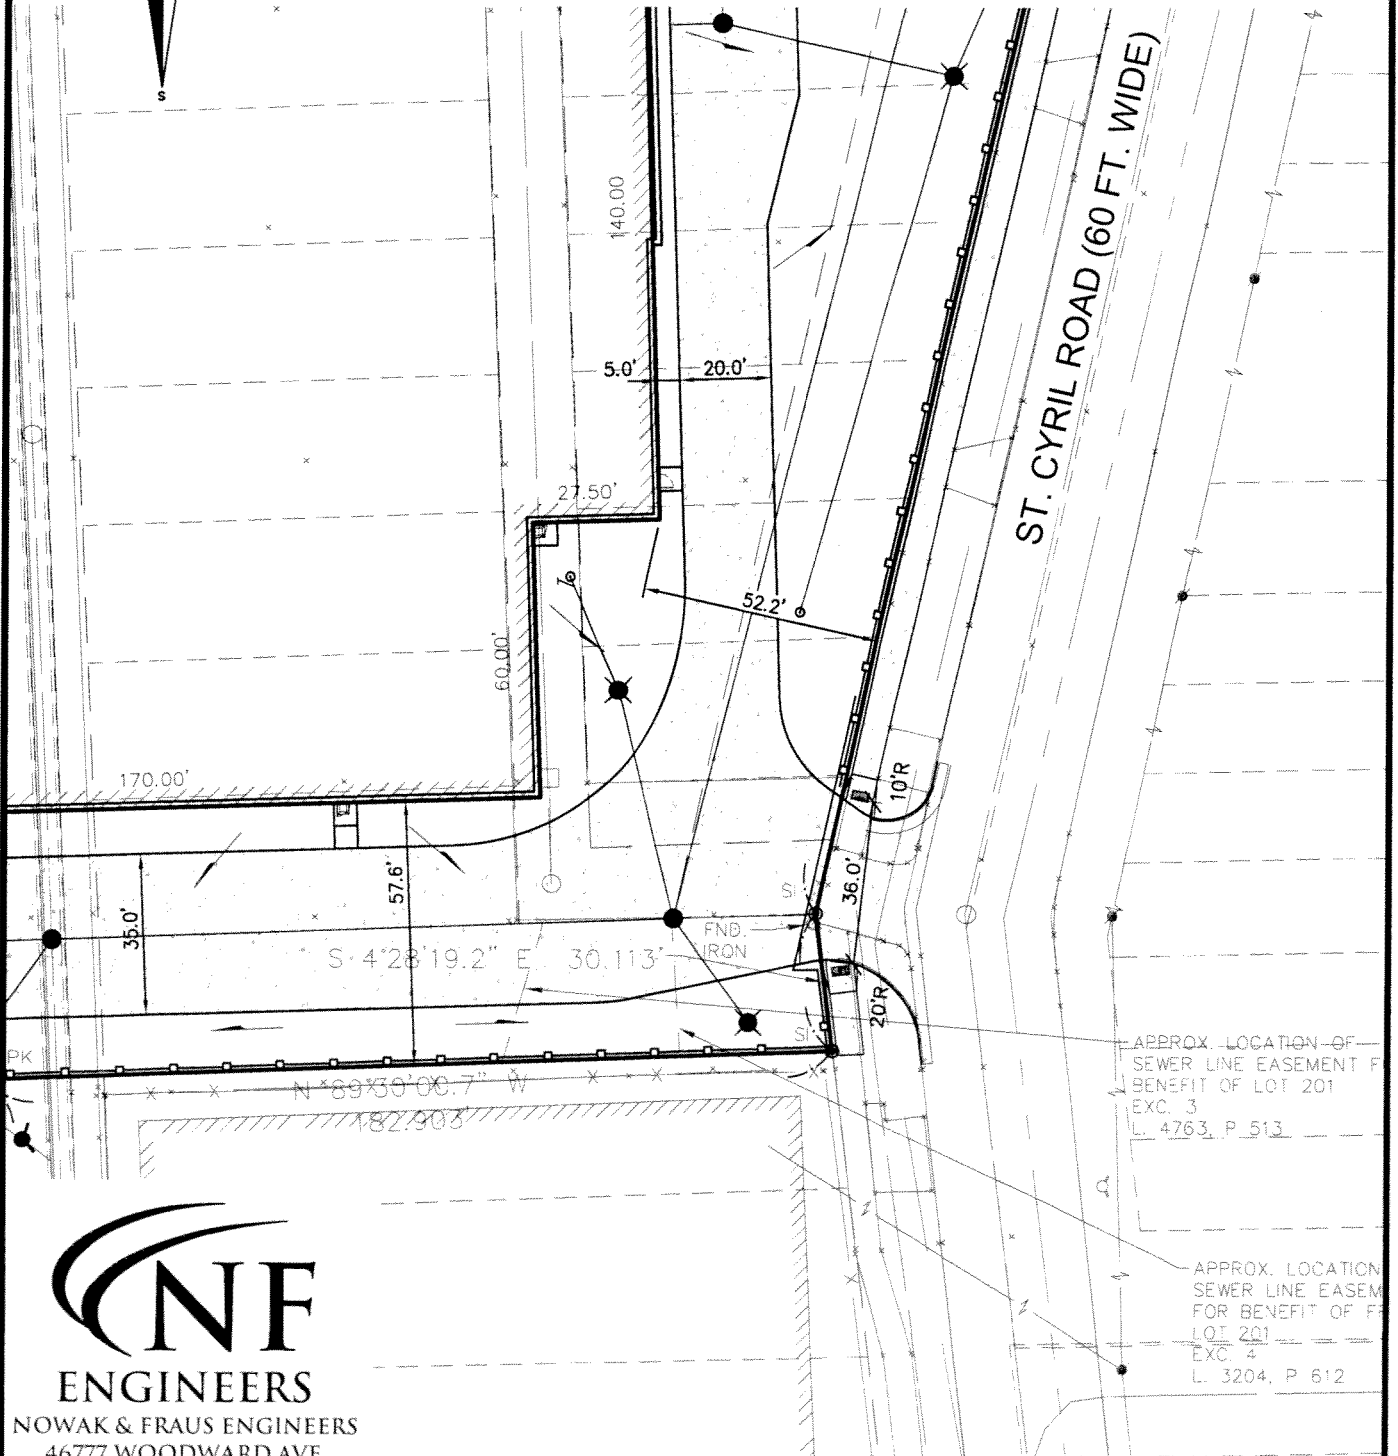 S
ST. CYRIL ROAD (60 FT. WIDE)
140.00
5.0'
20.0'
27.50'
52.2'
60.00'
170.00'
10'R
57.6'
36.0'
35.0'
SI
FND.
IRON
S 4°28'19.2" E 30.113'
20'R
SI
PK
N 89°30'00.7" W
182.903'
APPROX. LOCATION OF
SEWER LINE EASEMENT F
BENEFIT OF LOT 201
EXC. 3
L. 4763, P 513
APPROX. LOCATION
SEWER LINE EASEM
FOR BENEFIT OF
LOT 201
EXC. 4
L. 3204, P 612
NF
ENGINEERS
NOWAK & FRAUS ENGINEERS
46777 WOODWARD AVE